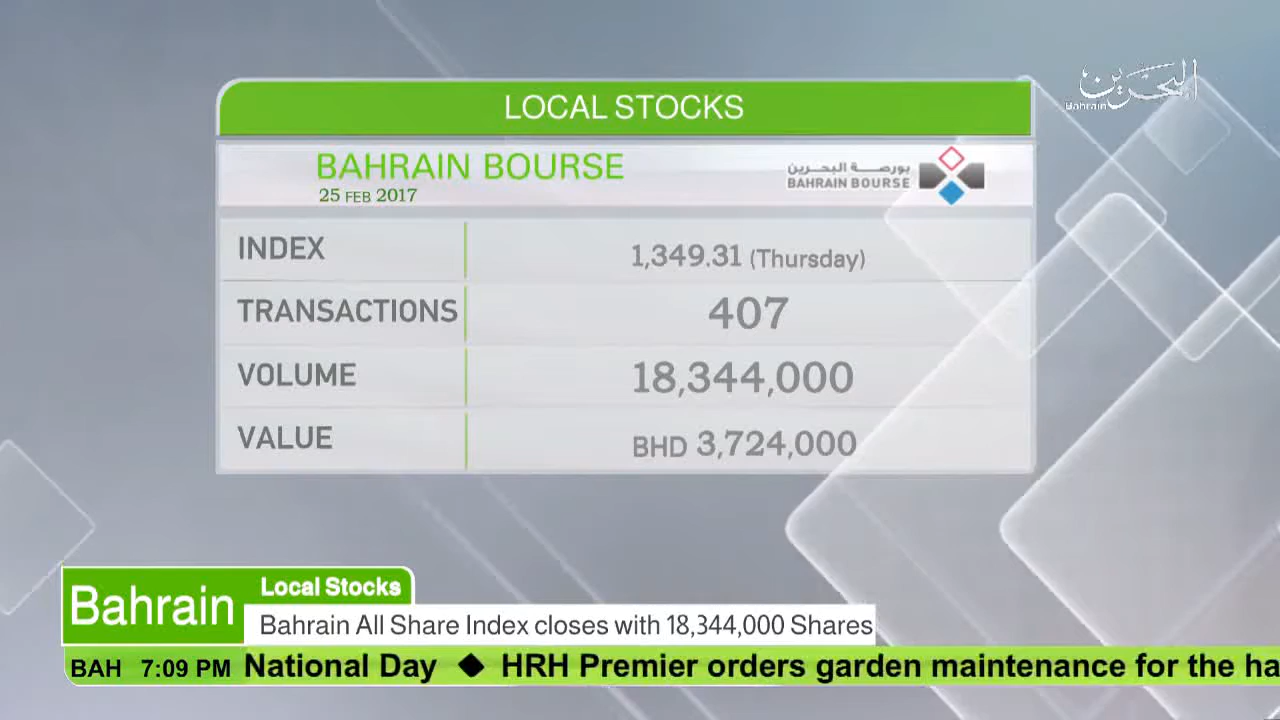 البحرين
Bahrain
LOCAL STOCKS
BAHRAIN BOURSE
25 FEB 2017
بورصة البحرين
BAHRAIN BOURSE
INDEX 1,349.31 (Thursday)
TRANSACTIONS 407
VOLUME 18,344,000
VALUE BHD 3,724,000
Bahrain
Local Stocks
Bahrain All Share Index closes with 18,344,000 Shares
BAH 7:09 PM National Day ◆ HRH Premier orders garden maintenance for the ha